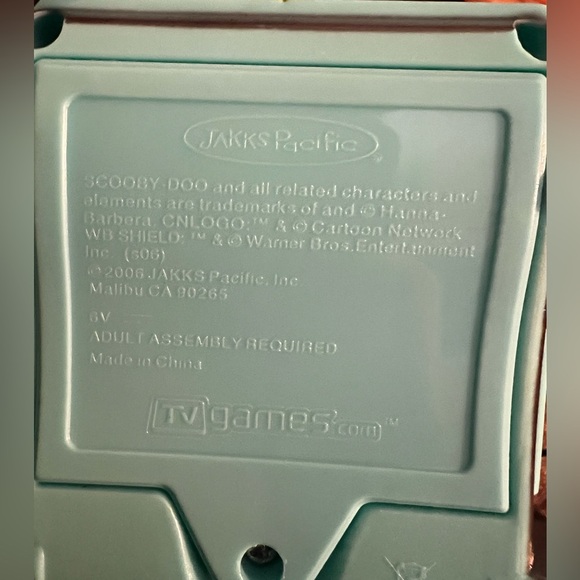 JAKKS Pacific
SCOOBY-DOO and all related characters and
elements are trademarks of and © Hanna-
Barbera. CNLOGO: ™ & © Cartoon Network
WB SHIELD: ™ & © Warner Bros. Entertainment
Inc. (s06)
© 2006 JAKKS Pacific, Inc
Malibu CA 90265
6V
ADULT ASSEMBLY REQUIRED
Made in China
TV games.com™